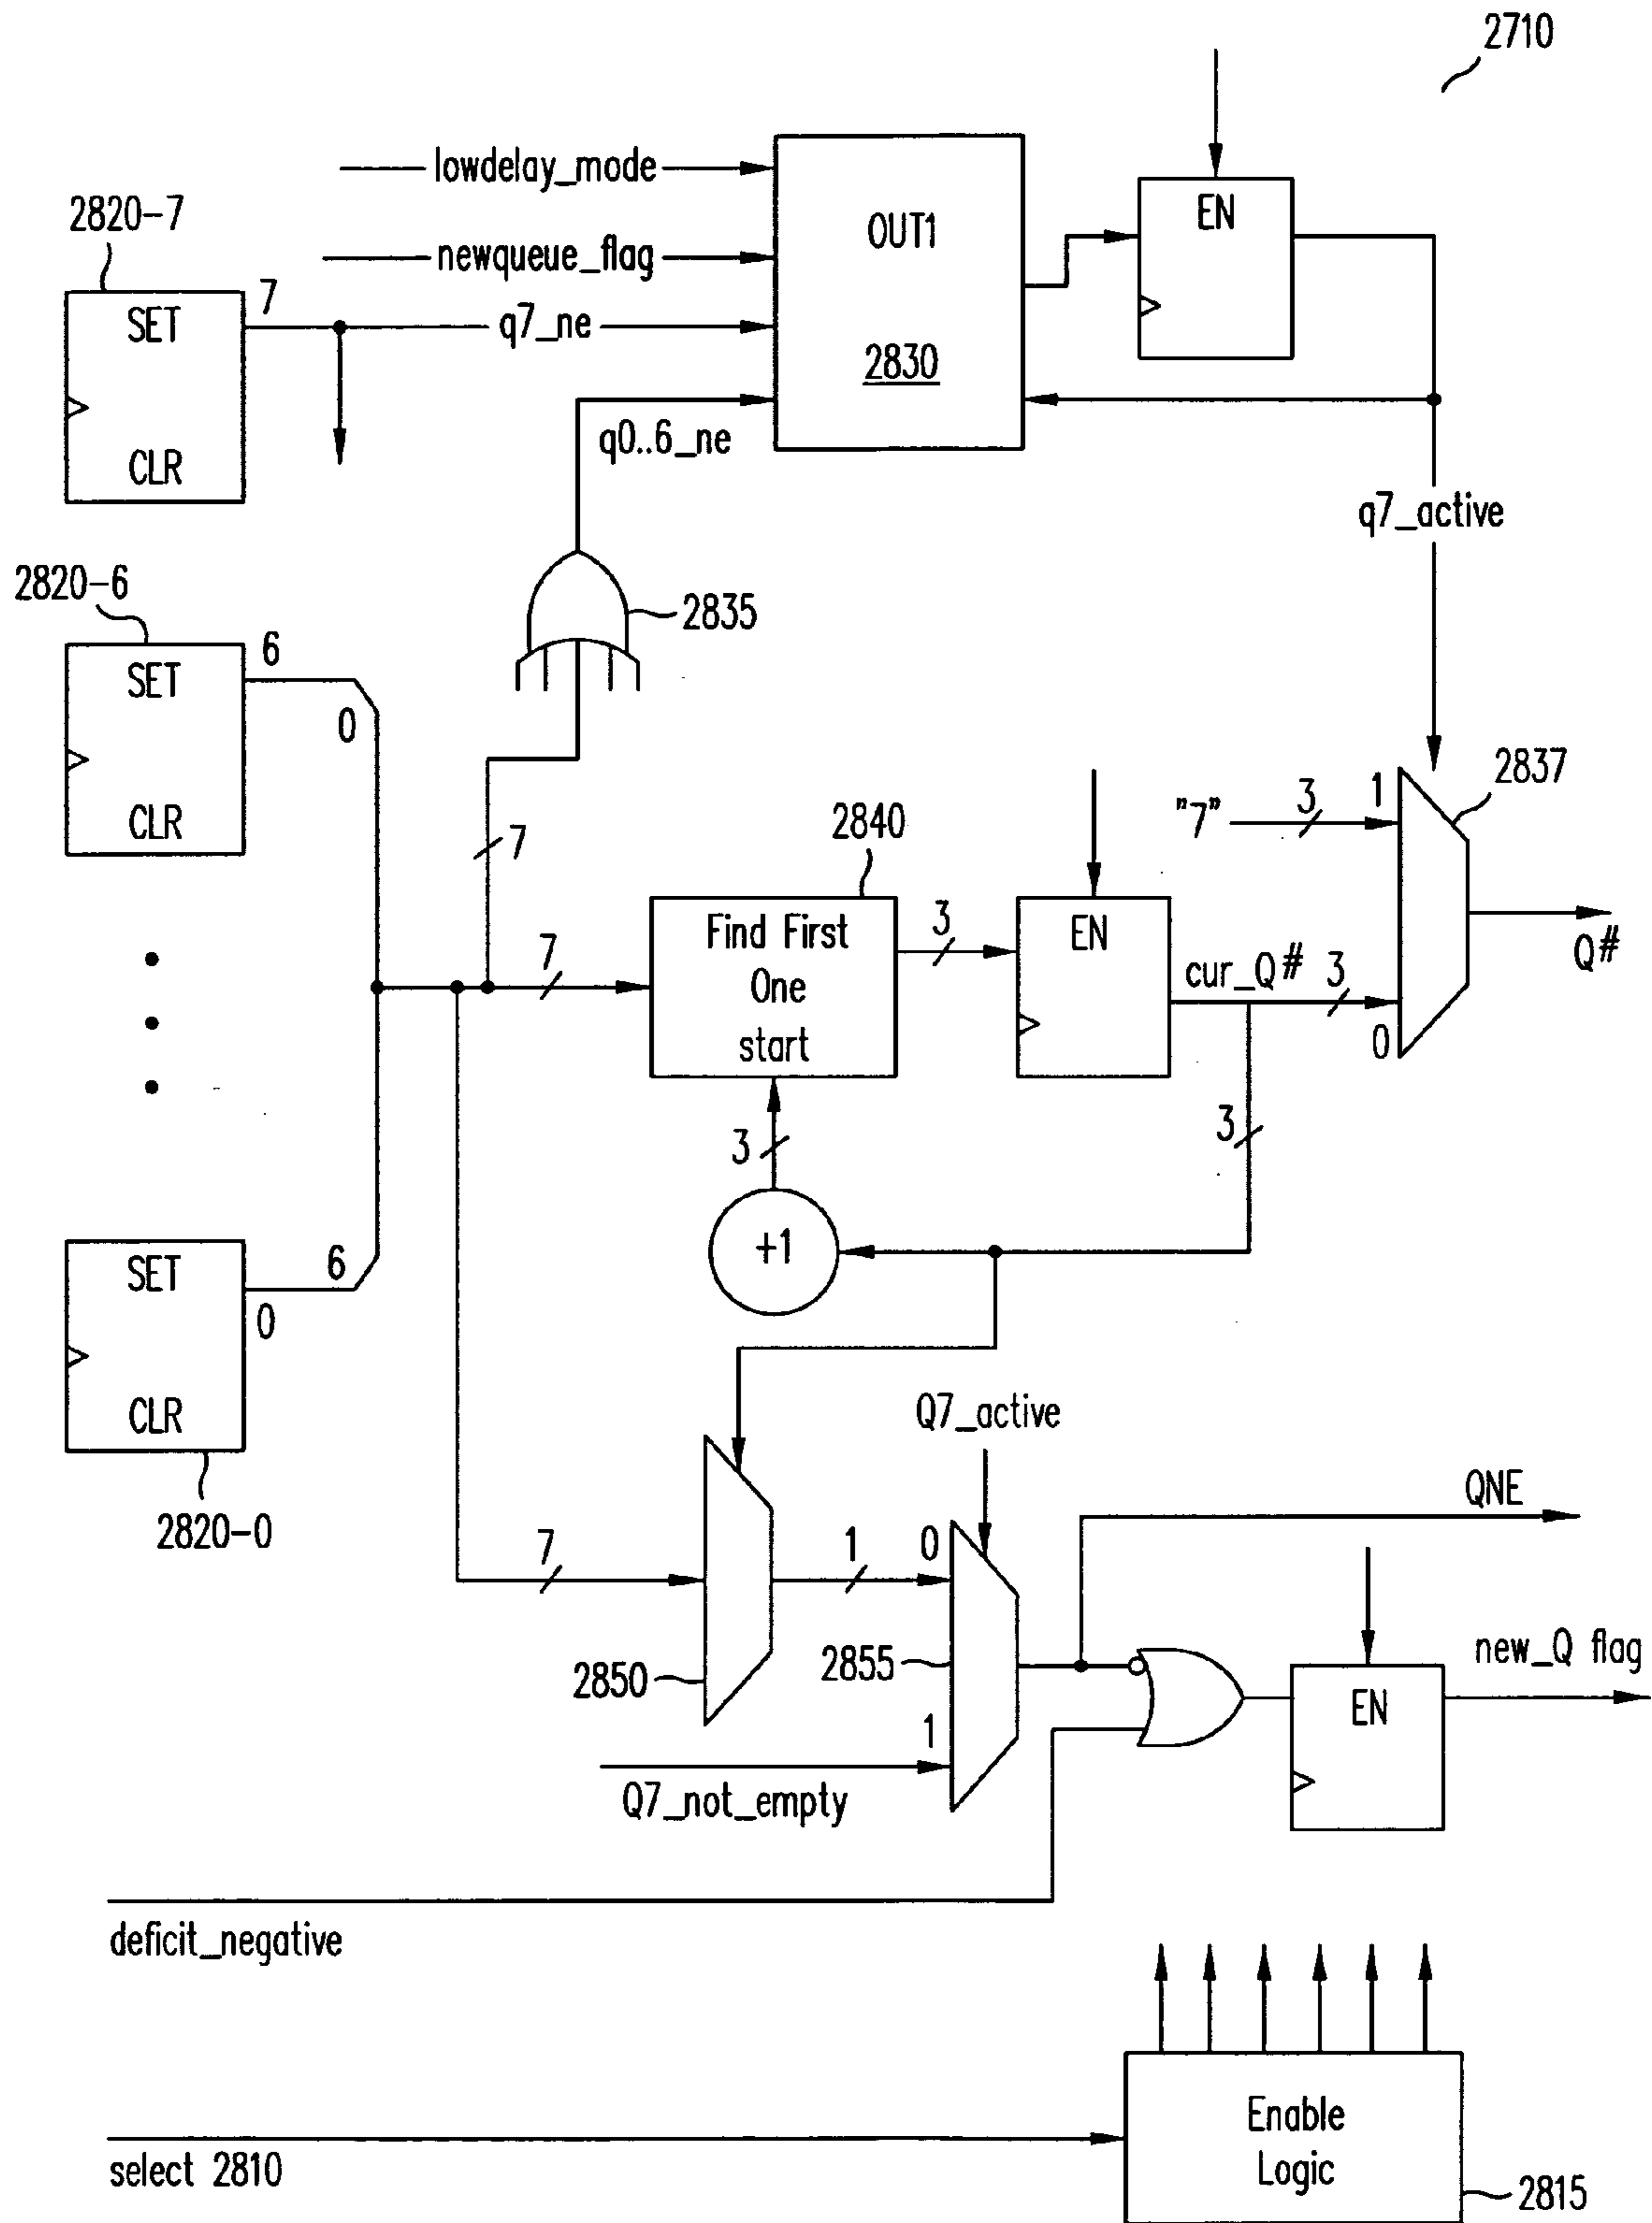 2710
lowdelay_mode
2820-7
EN
OUT1
newqueue_flag
7
SET
q7_ne
2830
q0..6_ne
CLR
q7_active
2820-6
2835
6
SET
0
2837
"7"
3
1
CLR
2840
7
Find First
One
start
3
EN
7
cur_Q#
3
Q#
0
3
3
+1
SET
6
0
CLR
Q7_active
QNE
2820-0
7
1
0
new_Q flag
2855
2850
EN
1
Q7_not_empty
deficit_negative
Enable
Logic
select 2810
2815